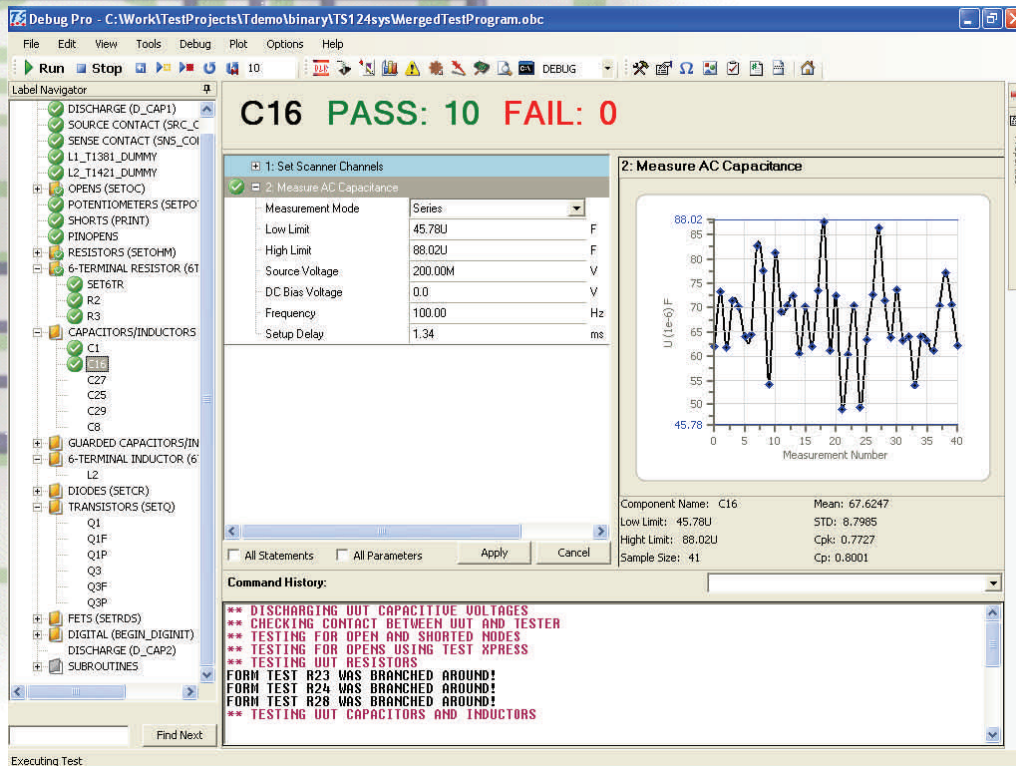 Debug Pro - C:\Work\TestProjects\Tdemo\binary\TS124sys\MergedTestProgram.obc
File Edit View Tools Debug Plot Options Help
Run Stop 10 DEBUG
Label Navigator
DISCHARGE (D_CAP1)
SOURCE CONTACT (SRC_C
SENSE CONTACT (SNS_CO
L1_T1381_DUMMY
L2_T1421_DUMMY
OPENS (SETOC)
POTENTIOMETERS (SETPO
SHORTS (PRINT)
PINOPENS
RESISTORS (SETOHM)
6-TERMINAL RESISTOR (6T
SET6TR
R2
R3
CAPACITORS/INDUCTORS
C1
C16
C27
C25
C29
C8
GUARDED CAPACITORS/IN
6-TERMINAL INDUCTOR (6
L2
DIODES (SETCR)
TRANSISTORS (SETQ)
Q1
Q1F
Q1P
Q3
Q3F
Q3P
FETS (SETRDS)
DIGITAL (BEGIN_DIGINIT)
DISCHARGE (D_CAP2)
SUBROUTINES
Find Next
Executing Test
C16 PASS: 10 FAIL: 0
1: Set Scanner Channels
2: Measure AC Capacitance
Measurement Mode Series
Low Limit 45.78U F
High Limit 88.02U F
Source Voltage 200.00M V
DC Bias Voltage 0.0 V
Frequency 100.00 Hz
Setup Delay 1.34 ms
All Statements All Parameters Apply Cancel
2: Measure AC Capacitance
88.02
85
80
75
70
65
60
55
50
45.78
U (1e-6) F
0 5 10 15 20 25 30 35 40
Measurement Number
Component Name: C16 Mean: 67.6247
Low Limit: 45.78U STD: 8.7985
Hight Limit: 88.02U Cpk: 0.7727
Sample Size: 41 Cp: 0.8001
Command History:
** DISCHARGING UUT CAPACITIVE VOLTAGES
** CHECKING CONTACT BETWEEN UUT AND TESTER
** TESTING FOR OPEN AND SHORTED NODES
** TESTING FOR OPENS USING TEST XPRESS
** TESTING UUT RESISTORS
FORM TEST R23 WAS BRANCHED AROUND!
FORM TEST R24 WAS BRANCHED AROUND!
FORM TEST R28 WAS BRANCHED AROUND!
** TESTING UUT CAPACITORS AND INDUCTORS